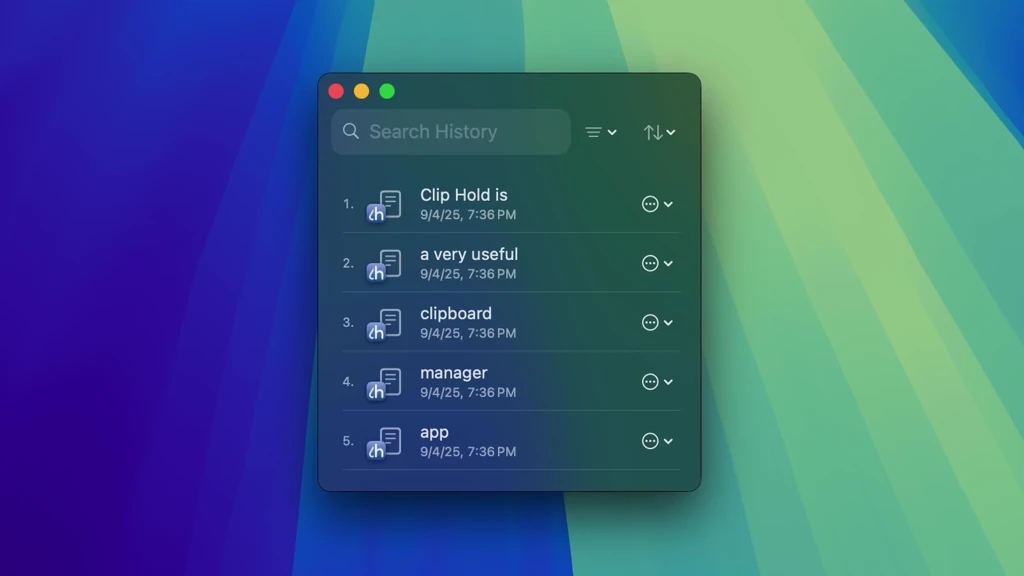 Search History
1.
Clip Hold is
9/4/25, 7:36 PM
2.
a very useful
9/4/25, 7:36 PM
3.
clipboard
9/4/25, 7:36 PM
4.
manager
9/4/25, 7:36 PM
5.
app
9/4/25, 7:36 PM